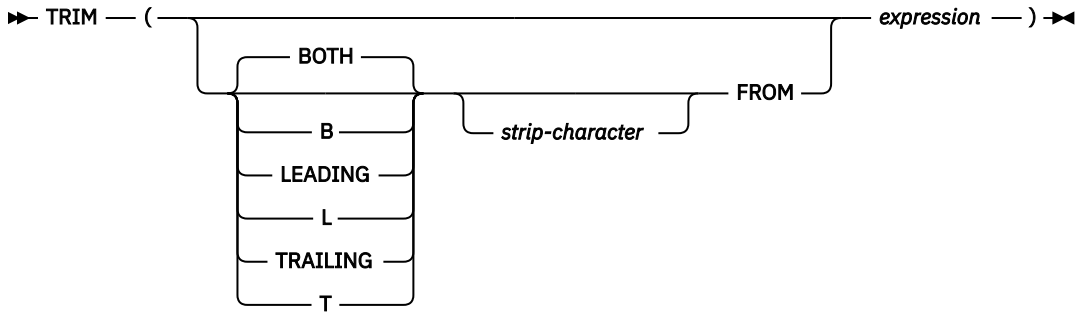 TRIM ( expression )
BOTH
FROM
B
strip-character
LEADING
L
TRAILING
T